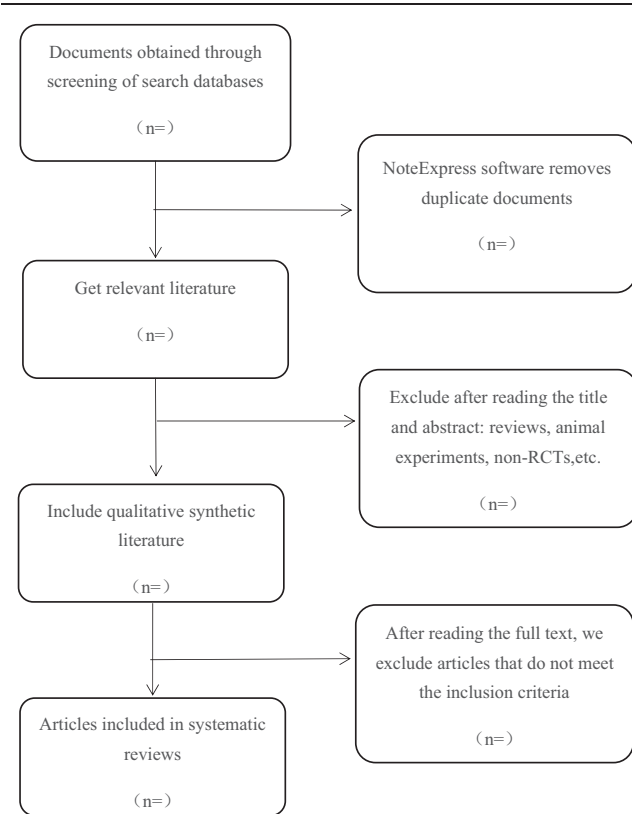 Documents obtained through
screening of search databases
（n=）
NoteExpress software removes
duplicate documents
（n=）
Get relevant literature
（n=）
Exclude after reading the title
and abstract: reviews, animal
experiments, non-RCTs,etc.
（n=）
Include qualitative synthetic
literature
（n=）
After reading the full text, we
exclude articles that do not meet
the inclusion criteria
（n=）
Articles included in systematic
reviews
（n=）